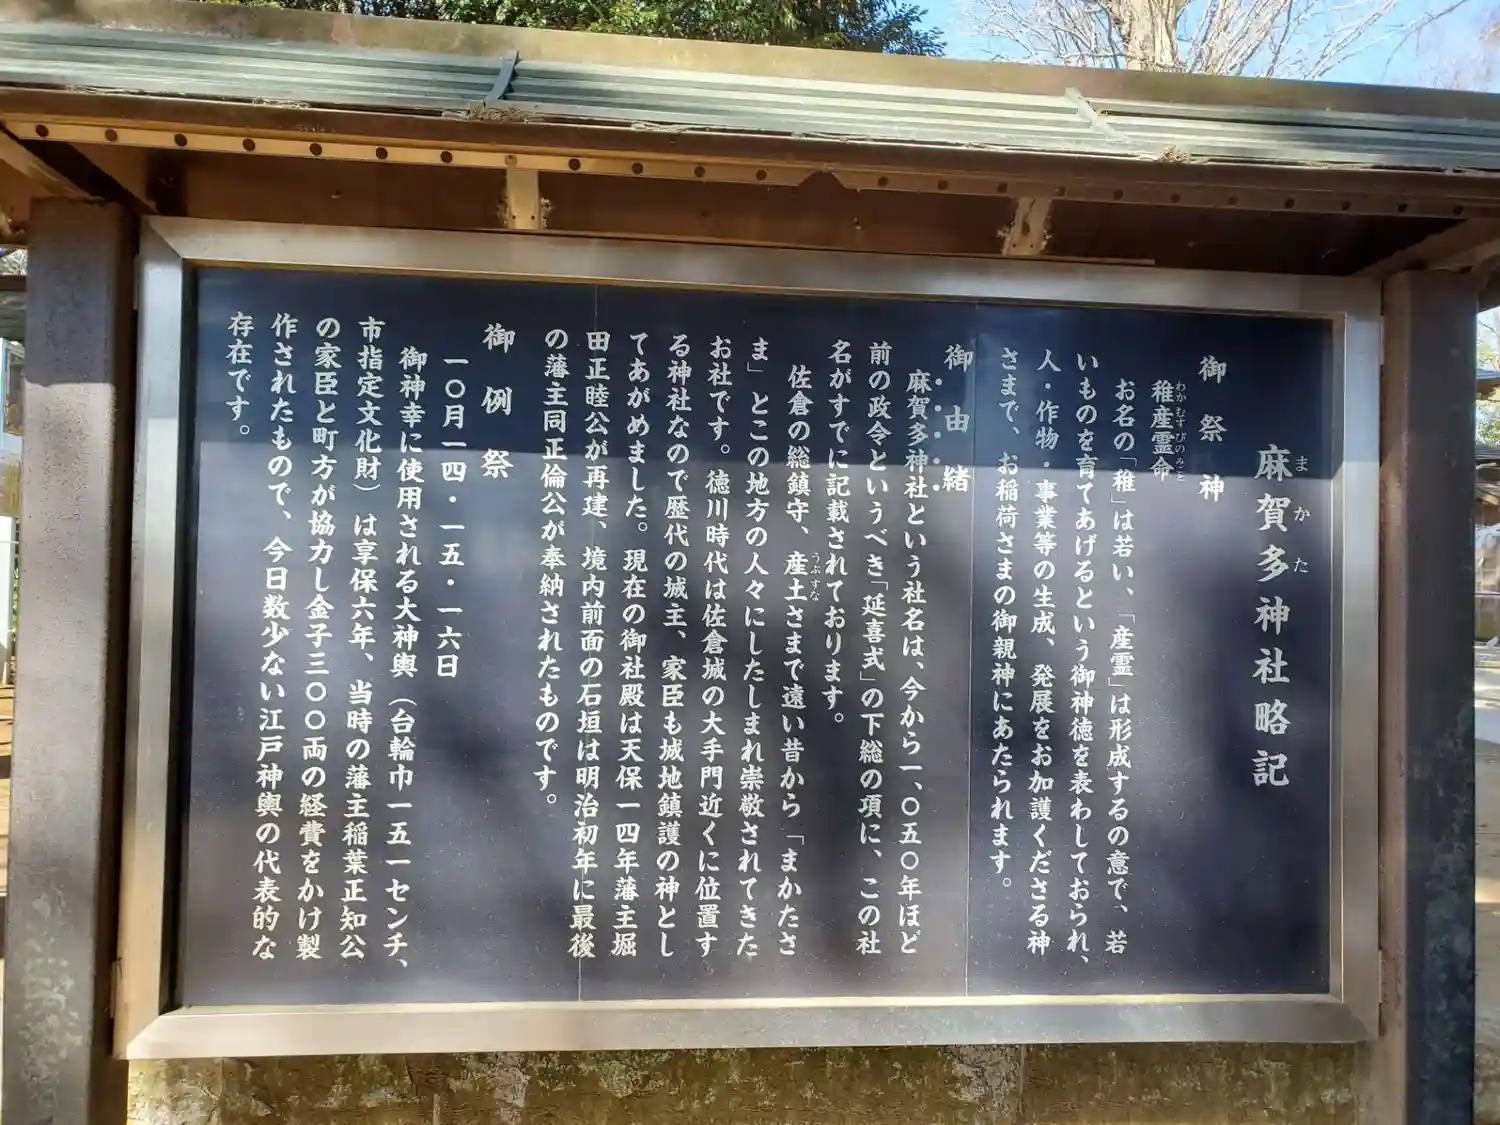 麻賀多神社略記
まかた
御祭神
稚産霊命
わかむすびのみこと
お名の「稚」は若い、「産霊」は形成するの意で、若
いものを育てあげるという御神徳を表わしておられ、
人・作物・事業等の生成、発展をお加護くださる神
さまで、お稲荷さまの御親神にあたられます。
御由緒
麻賀多神社という社名は、今から一、〇五〇年ほど
前の政令というべき「延喜式」の下総の項に、この社
名がすでに記載されております。
佐倉の総鎮守、産土さまで遠い昔から「まかたさ
うぶすな
ま」とこの地方の人々にしたしまれ崇敬されてきた
お社です。徳川時代は佐倉城の大手門近くに位置す
る神社なので歴代の城主、家臣も城地鎮護の神とし
てあがめました。現在の御社殿は天保一四年藩主堀
田正睦公が再建、境内前面の石垣は明治初年に最後
の藩主同正倫公が奉納されたものです。
御例祭
一〇月一四・一五・一六日
御神幸に使用される大神輿（台輪巾一五一センチ、
市指定文化財）は享保六年、当時の藩主稲葉正知公
の家臣と町方が協力し金子三〇〇両の経費をかけ製
作されたもので、今日数少ない江戸神輿の代表的な
存在です。